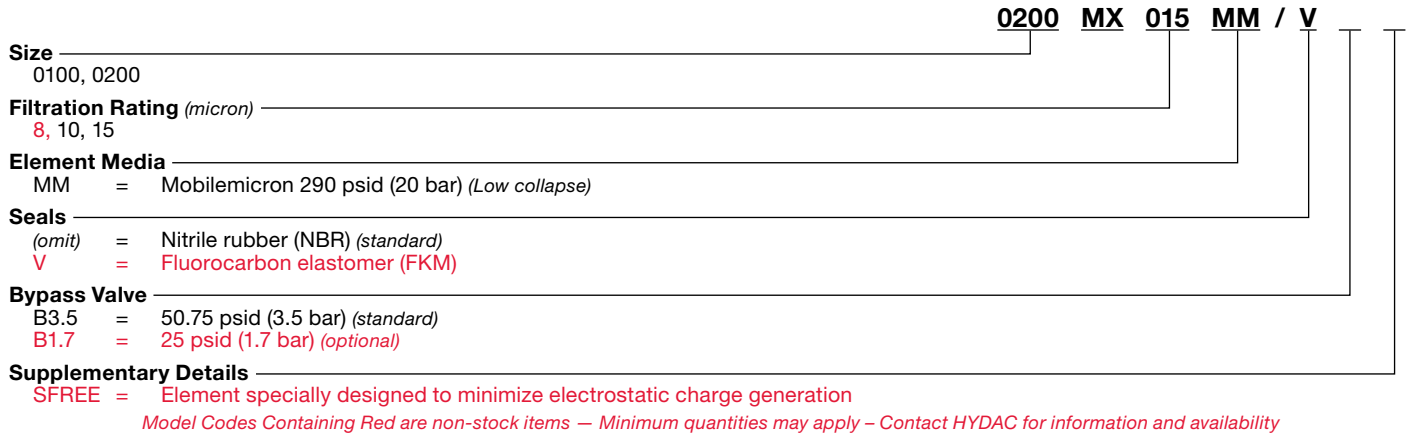 0200 MX 015 MM / V
Size
0100, 0200
Filtration Rating (micron)
8, 10, 15
Element Media
MM = Mobilemicron 290 psid (20 bar) (Low collapse)
Seals
(omit) = Nitrile rubber (NBR) (standard)
V = Fluorocarbon elastomer (FKM)
Bypass Valve
B3.5 = 50.75 psid (3.5 bar) (standard)
B1.7 = 25 psid (1.7 bar) (optional)
Supplementary Details
SFREE = Element specially designed to minimize electrostatic charge generation
Model Codes Containing Red are non-stock items — Minimum quantities may apply – Contact HYDAC for information and availability